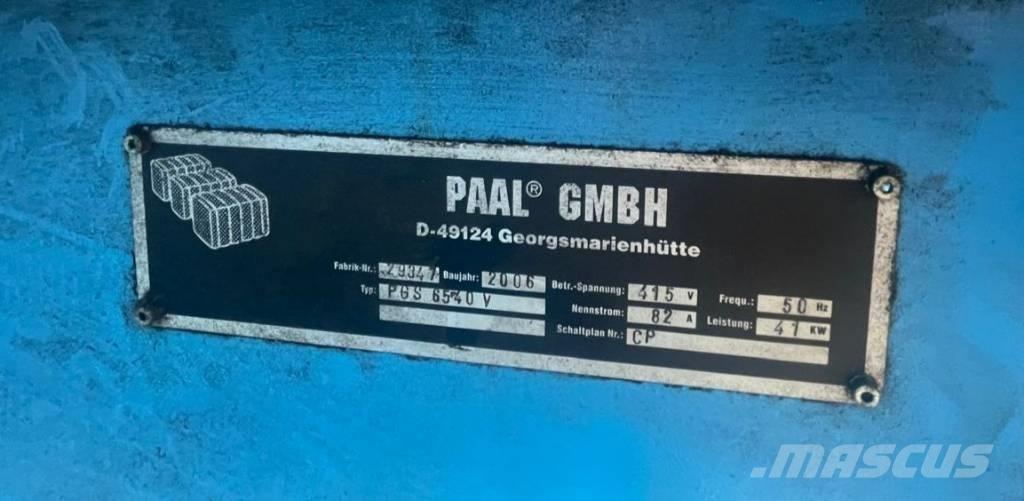 PAAL® GMBH
D-49124 Georgsmarienhütte
Fabrik-Nr.: 29347 Baujahr: 2006
Typ: PGS 6540 V
Betr.-Spannung: 415 V Frequ.: 50 Hz
Nennstrom: 82 A Leistung: 41 KW
Schaltplan Nr.: CP
.MASCUS